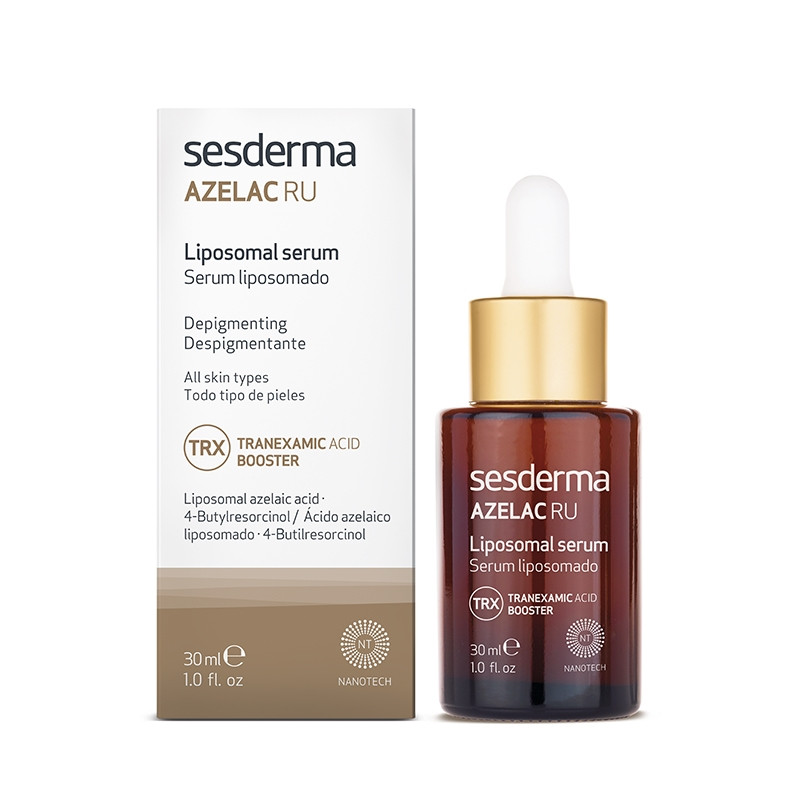 sesderma
AZELAC RU
Liposomal serum
Serum liposomado
Depigmenting
Despigmentante
All skin types
Todo tipo de pieles
TRX
TRANEXAMIC ACID
BOOSTER
Liposomal azelaic acid ·
4-Butylresorcinol / Ácido azelaico
liposomado · 4-Butilresorcinol
30 ml ℮
1.0 fl. oz
NT
NANOTECH
sesderma
AZELAC RU
Liposomal serum
Serum liposomado
TRX
TRANEXAMIC ACID
BOOSTER
30 ml ℮
1.0 fl. oz
NT
NANOTECH